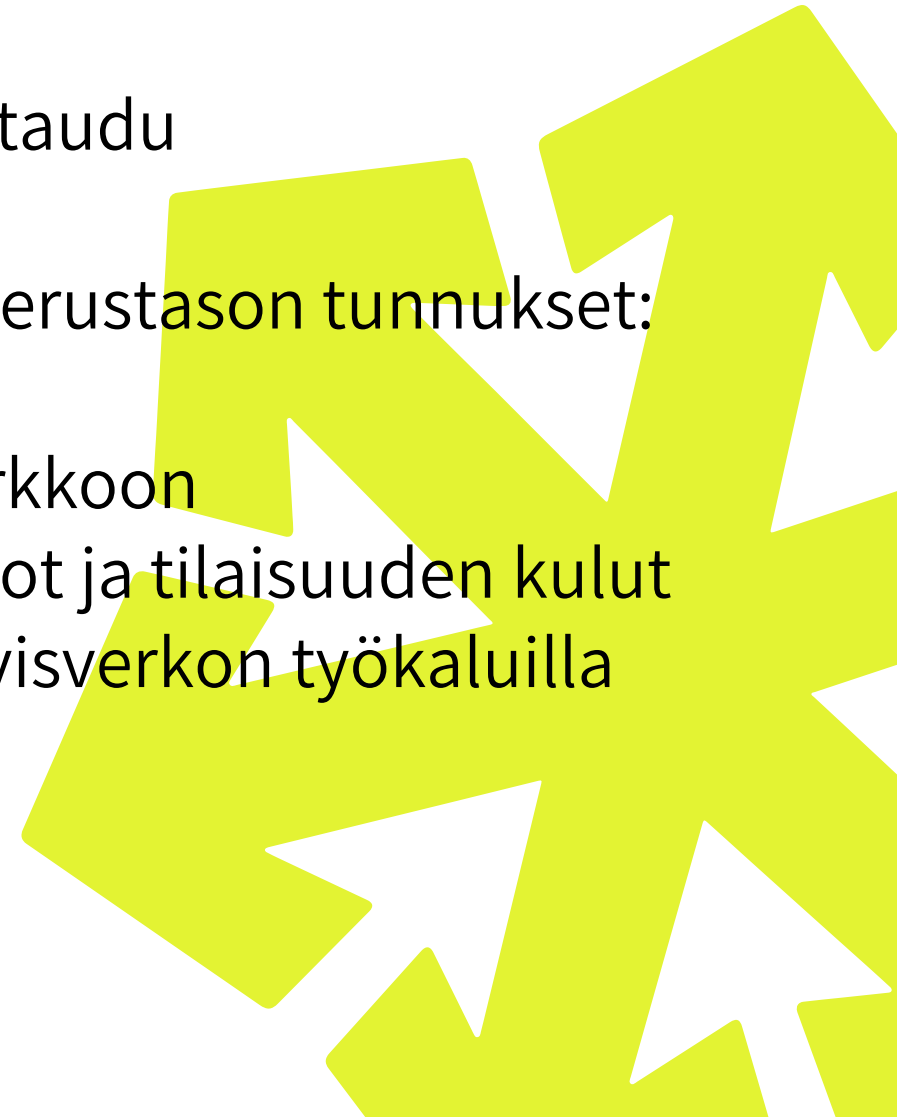 taudu
erustason tunnukset:
rkkoon
ot ja tilaisuuden kulut
visverkon työkaluilla